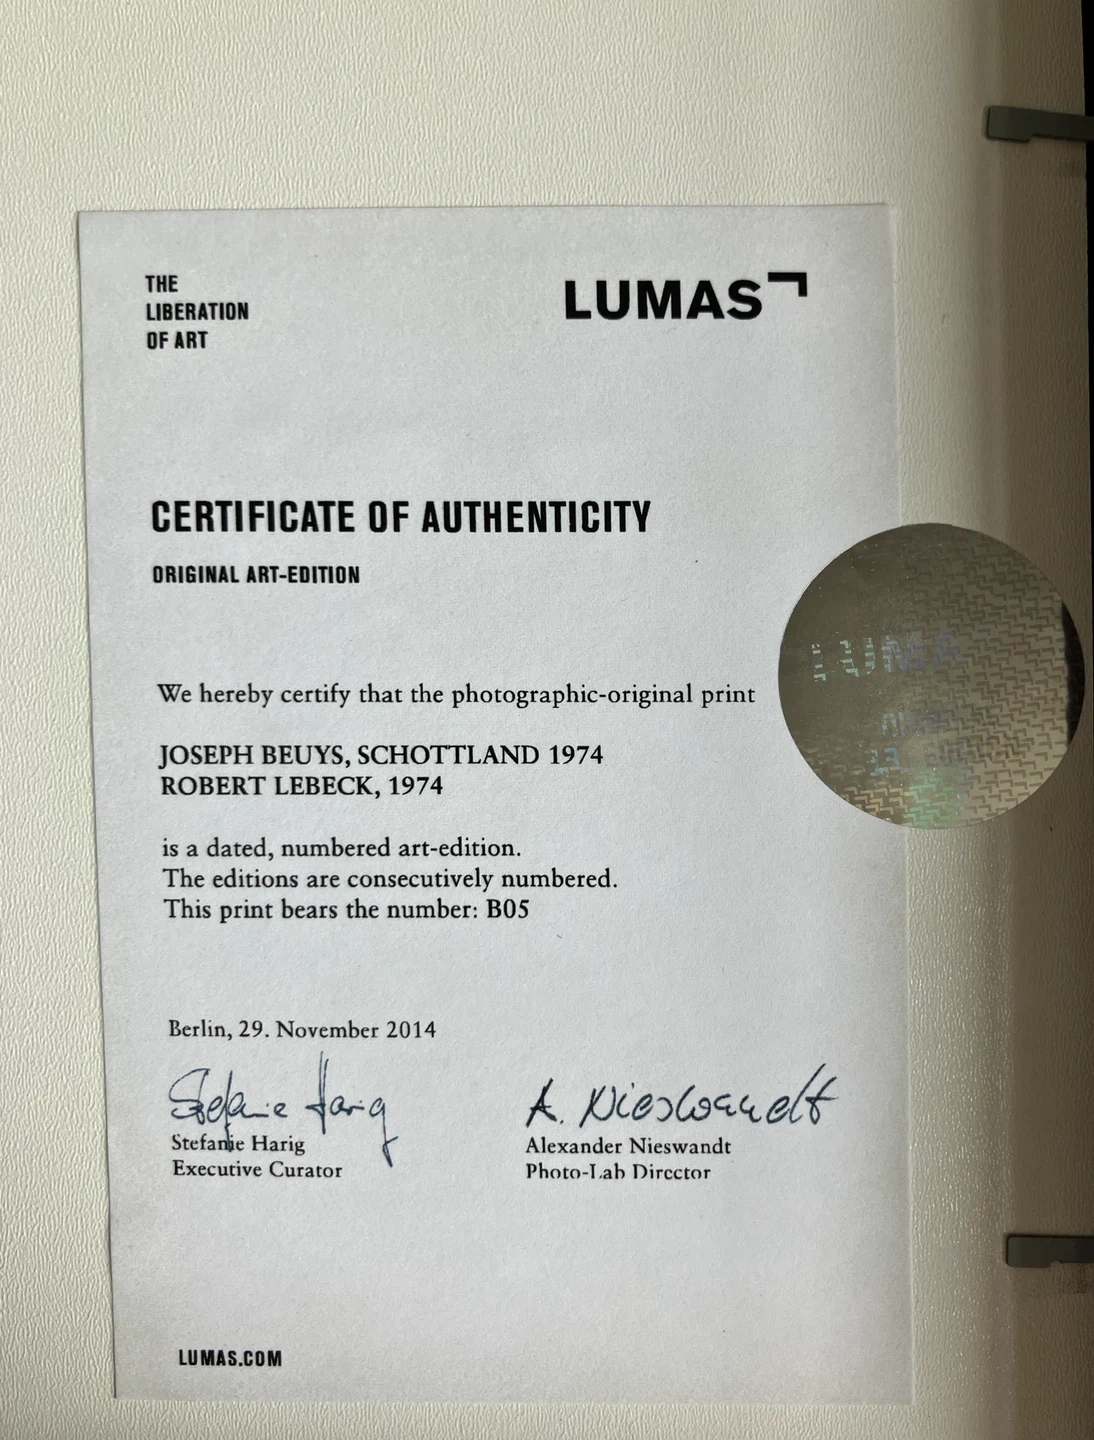 THE
LIBERATION
OF ART
LUMAS
CERTIFICATE OF AUTHENTICITY
ORIGINAL ART-EDITION
We hereby certify that the photographic-original print
JOSEPH BEUYS, SCHOTTLAND 1974
ROBERT LEBECK, 1974
is a dated, numbered art-edition.
The editions are consecutively numbered.
This print bears the number: B05
Berlin, 29. November 2014
Stefanie Harig
A. Nieswandt
Stefanie Harig
Executive Curator
Alexander Nieswandt
Photo-Lab Director
LUMAS.COM